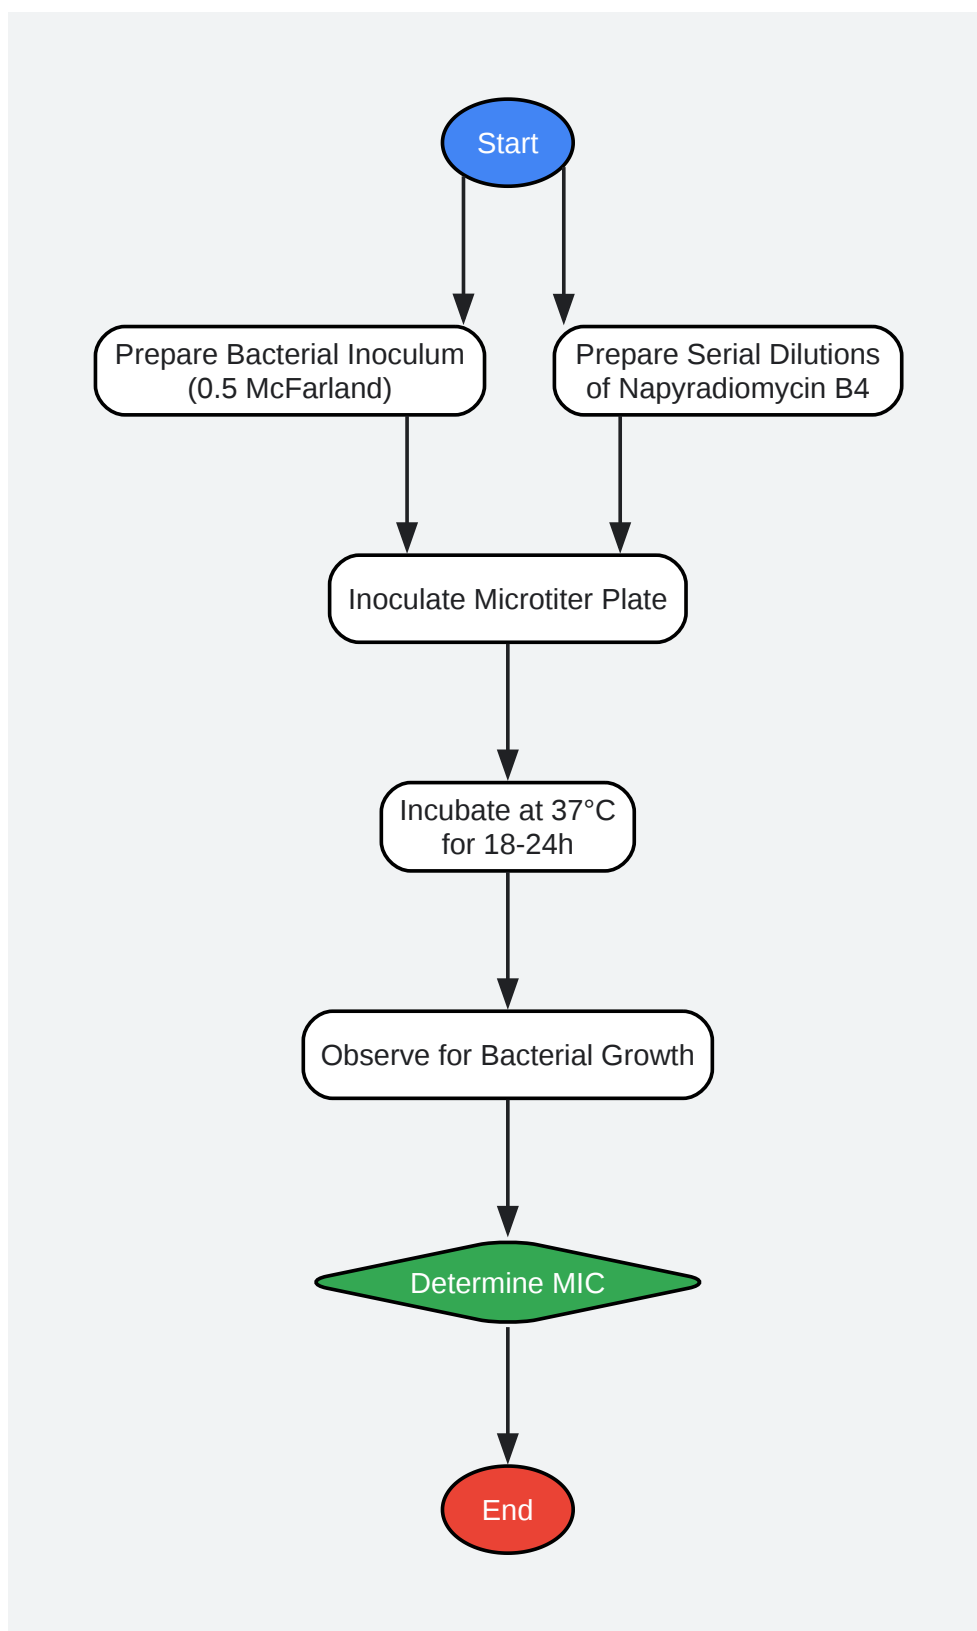 Start
Prepare Bacterial Inoculum
(0.5 McFarland)
Prepare Serial Dilutions
of Napyradiomycin B4
Inoculate Microtiter Plate
Incubate at 37°C
for 18-24h
Observe for Bacterial Growth
Determine MIC
End